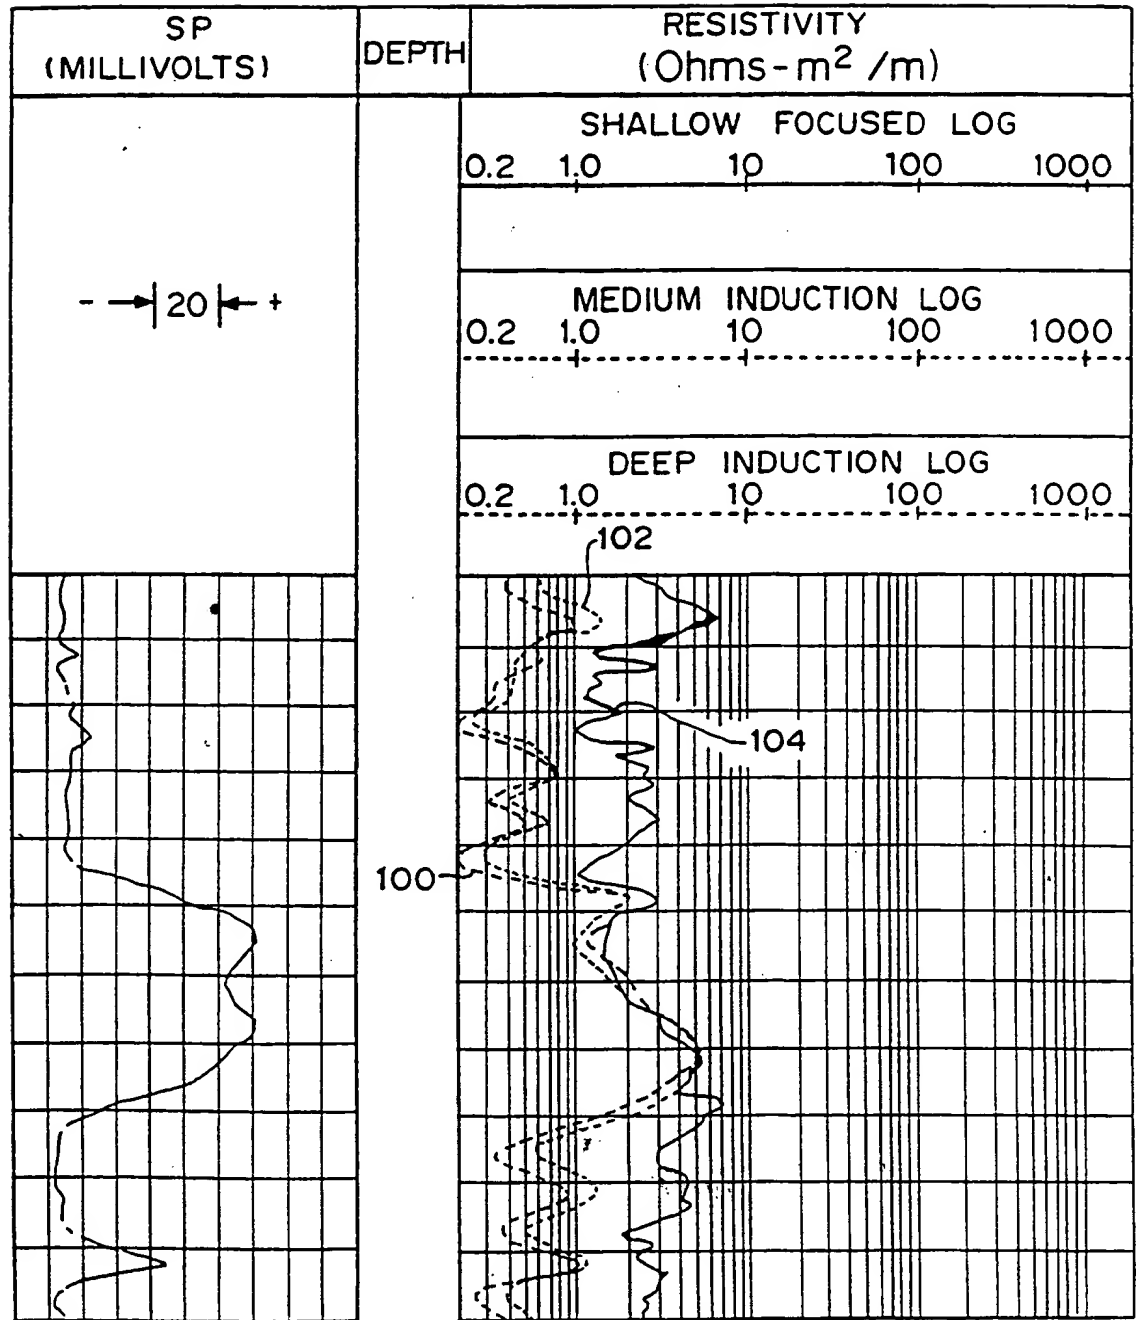 SP
(MILLIVOLTS)
DEPTH
RESISTIVITY
(Ohms-m² /m)
SHALLOW FOCUSED LOG
0.2 1.0 10 100 1000
- 20 +
MEDIUM INDUCTION LOG
0.2 1.0 10 100 1000
DEEP INDUCTION LOG
0.2 1.0 10 100 1000
102
104
100